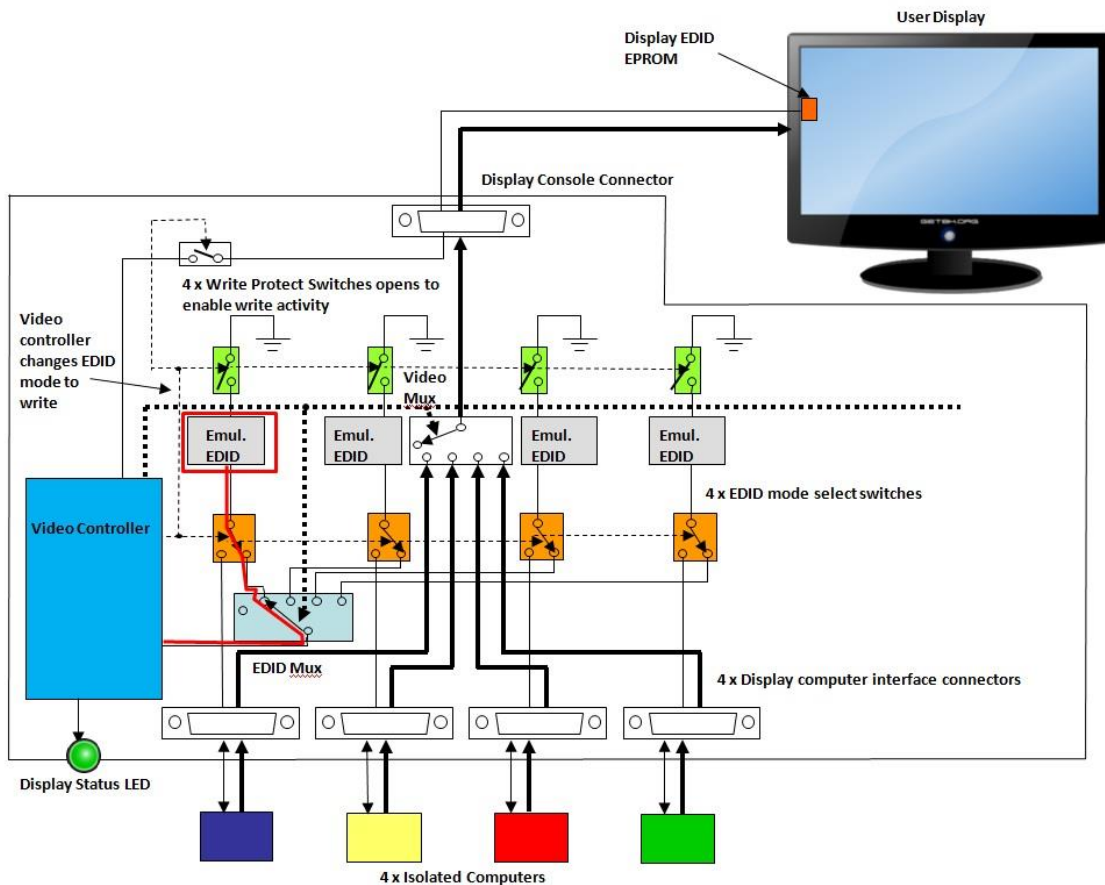 User Display
Display EDID
EPROM
Display Console Connector
GETEK.ORG
4 x Write Protect Switches opens to
enable write activity
Video
controller
changes EDID
mode to
write
Video
Mux
Emul.
EDID
Emul.
EDID
Emul.
EDID
Emul.
EDID
4 x EDID mode select switches
Video Controller
EDID Mux
4 x Display computer interface connectors
Display Status LED
4 x Isolated Computers